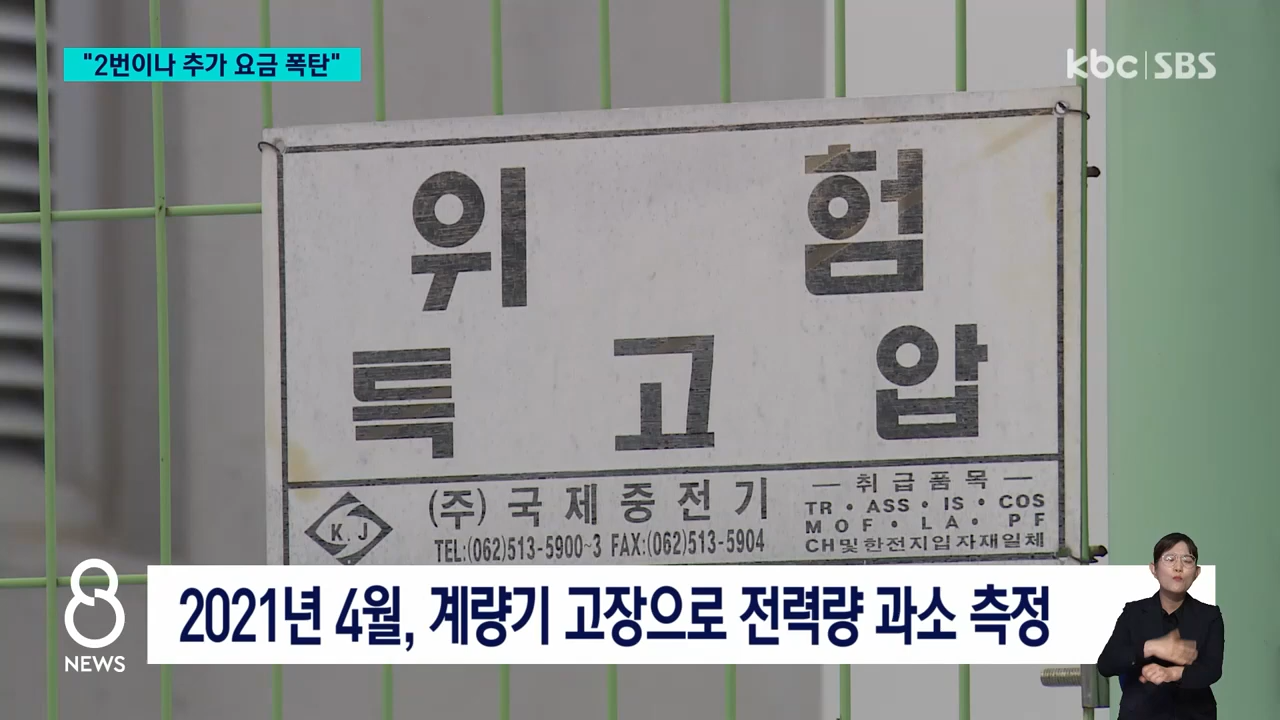 "2번이나 추가 요금 폭탄"
kbc SBS
위 험
특 고 압
K.J
(주) 국 제 중 전 기
TEL:(062)513-5900~3 FAX:(062)513-5904
— 취 급 품 목 —
TR · ASS · IS · COS
M O F · L A · P F
CH및한전지입자재일체
8
NEWS
2021년 4월, 계량기 고장으로 전력량 과소 측정